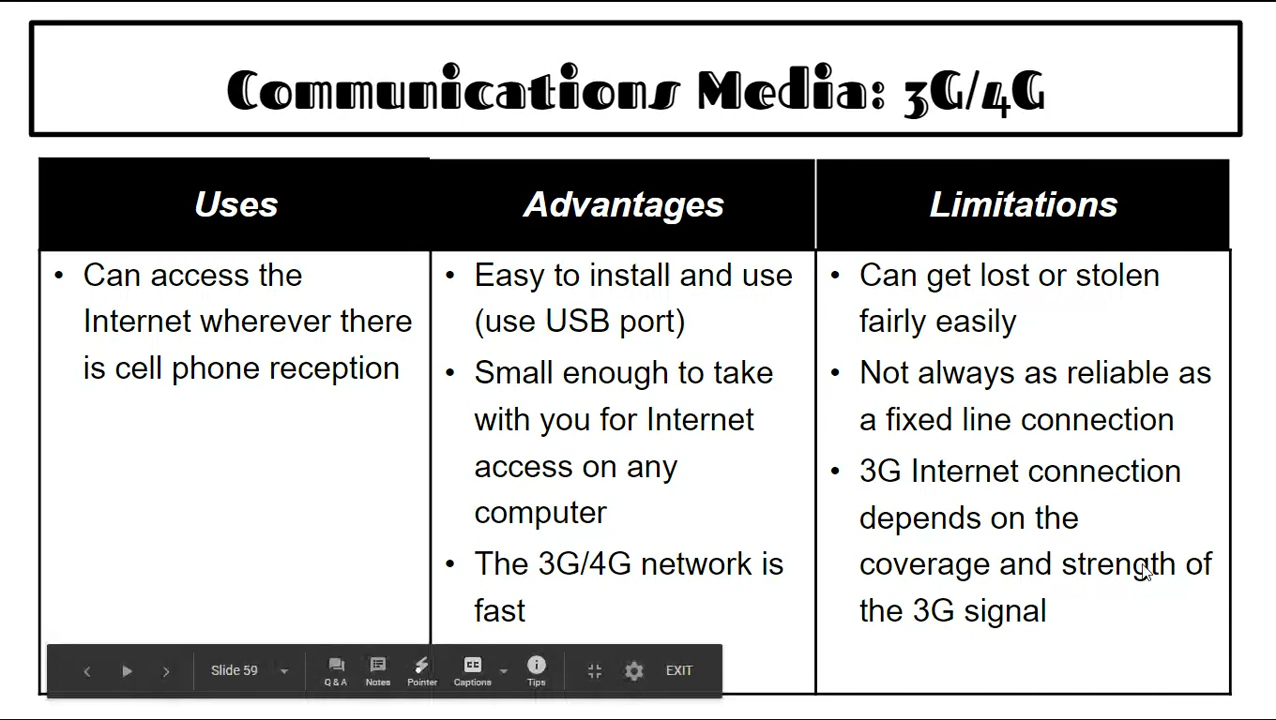 Communications Media: 3G/4G
Uses
Advantages
Limitations
• Can access the
Internet wherever there
is cell phone reception
• Easy to install and use
(use USB port)
• Small enough to take
with you for Internet
access on any
computer
• The 3G/4G network is
fast
• Can get lost or stolen
fairly easily
• Not always as reliable as
a fixed line connection
• 3G Internet connection
depends on the
coverage and strength of
the 3G signal
Slide 59
Q & A
Notes
Pointer
CC
Captions
Tips
EXIT